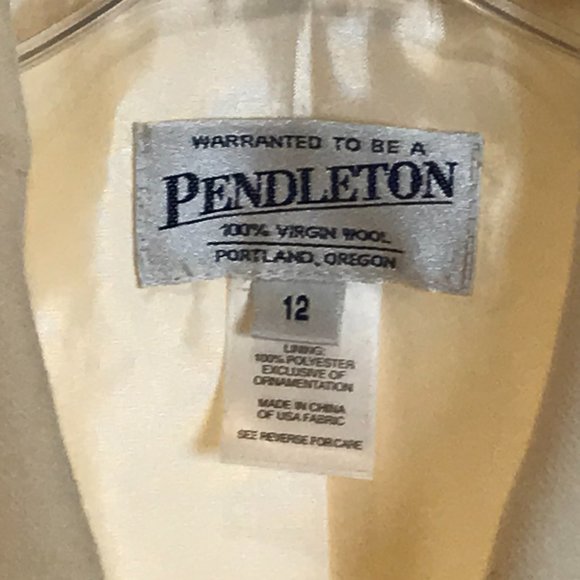 WARRANTED TO BE A
PENDLETON
100% VIRGIN WOOL
PORTLAND, OREGON
12
LINING:
100% POLYESTER
EXCLUSIVE OF
ORNAMENTATION
MADE IN CHINA
OF USA FABRIC
SEE REVERSE FOR CARE